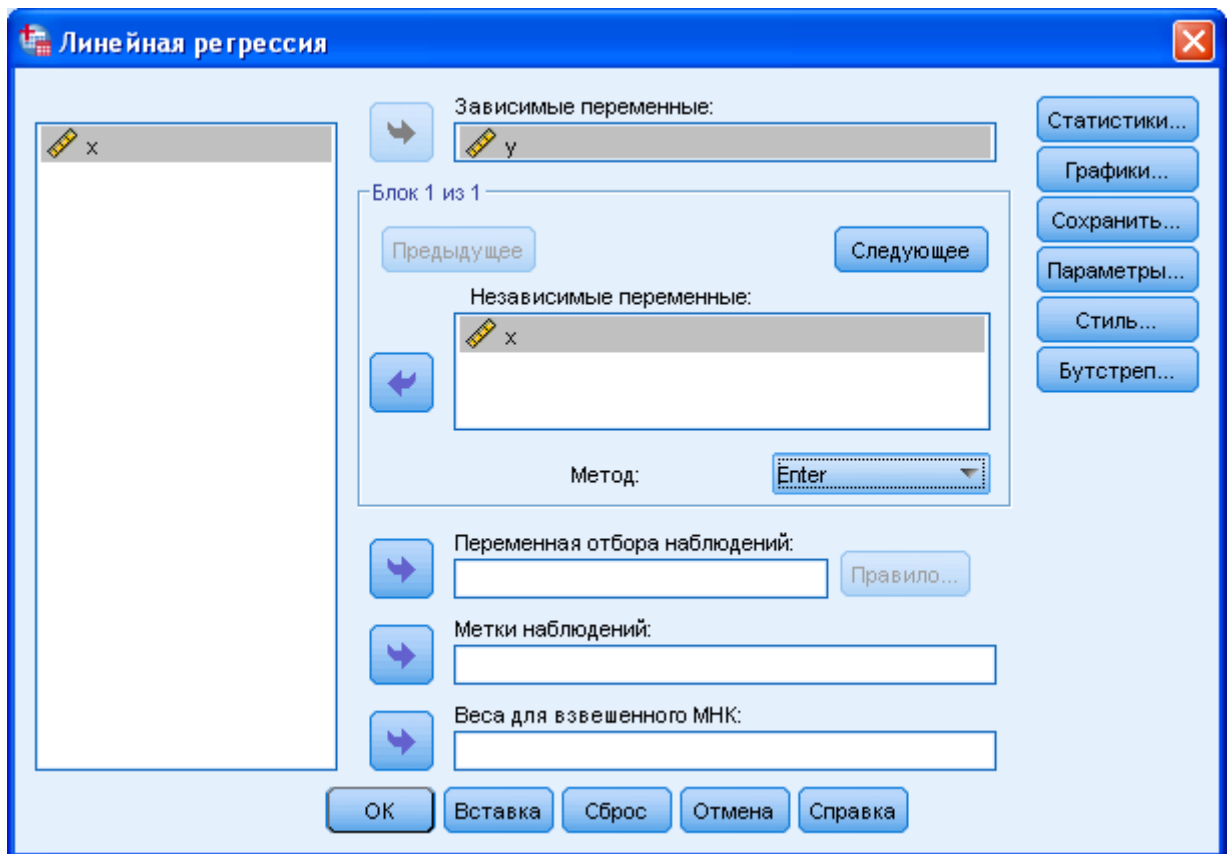 Линейная регрессия
x
Зависимые переменные:
y
Блок 1 из 1
Предыдущее
Следующее
Независимые переменные:
x
Метод:
Enter
Переменная отбора наблюдений:
Правило...
Метки наблюдений:
Веса для взвешенного МНК:
Статистики...
Графики...
Сохранить...
Параметры...
Стиль...
Бутстреп...
ОК
Вставка
Сброс
Отмена
Справка